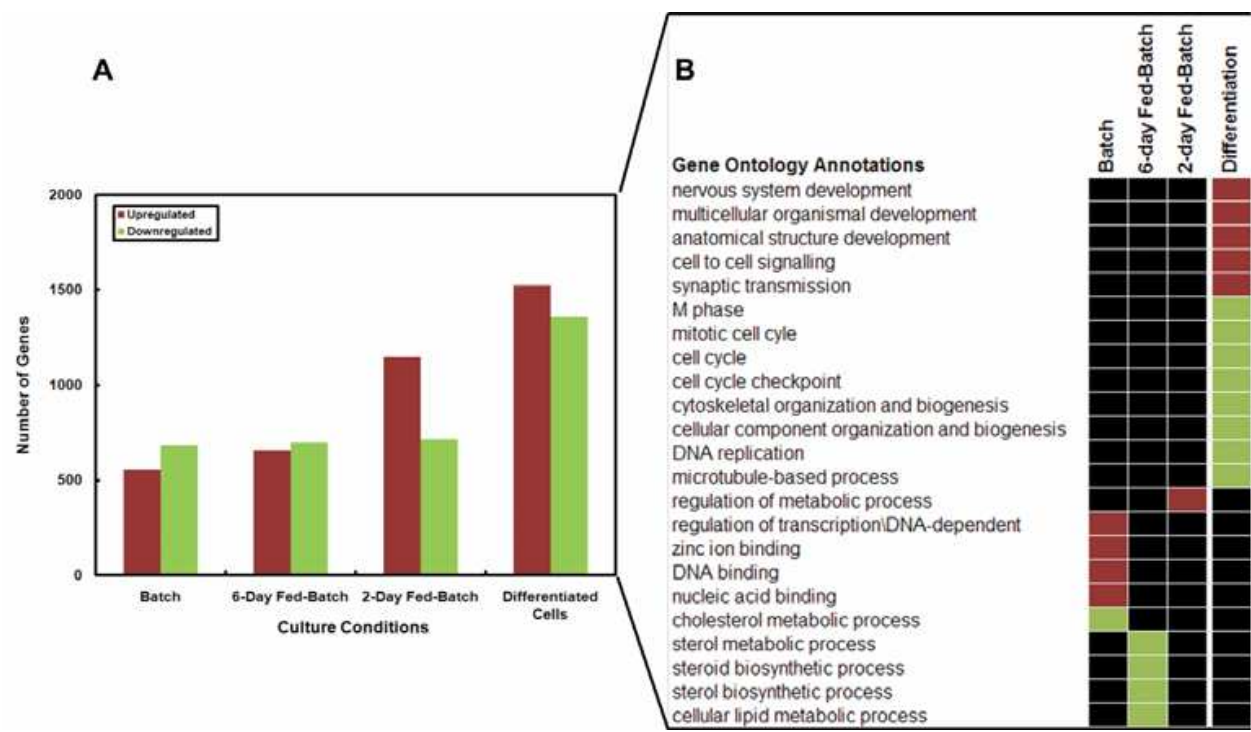 A
2000
1500
1000
500
0
Number of Genes
Upregulated
Downregulated
Batch
6-Day Fed-Batch
2-Day Fed-Batch
Differentiated
Cells
Culture Conditions
B
Batch
6-day Fed-Batch
2-day Fed-Batch
Differentiation
Gene Ontology Annotations
nervous system development
multicellular organismal development
anatomical structure development
cell to cell signalling
synaptic transmission
M phase
mitotic cell cyle
cell cycle
cell cycle checkpoint
cytoskeletal organization and biogenesis
cellular component organization and biogenesis
DNA replication
microtubule-based process
regulation of metabolic process
regulation of transcription\DNA-dependent
zinc ion binding
DNA binding
nucleic acid binding
cholesterol metabolic process
sterol metabolic process
steroid biosynthetic process
sterol biosynthetic process
cellular lipid metabolic process